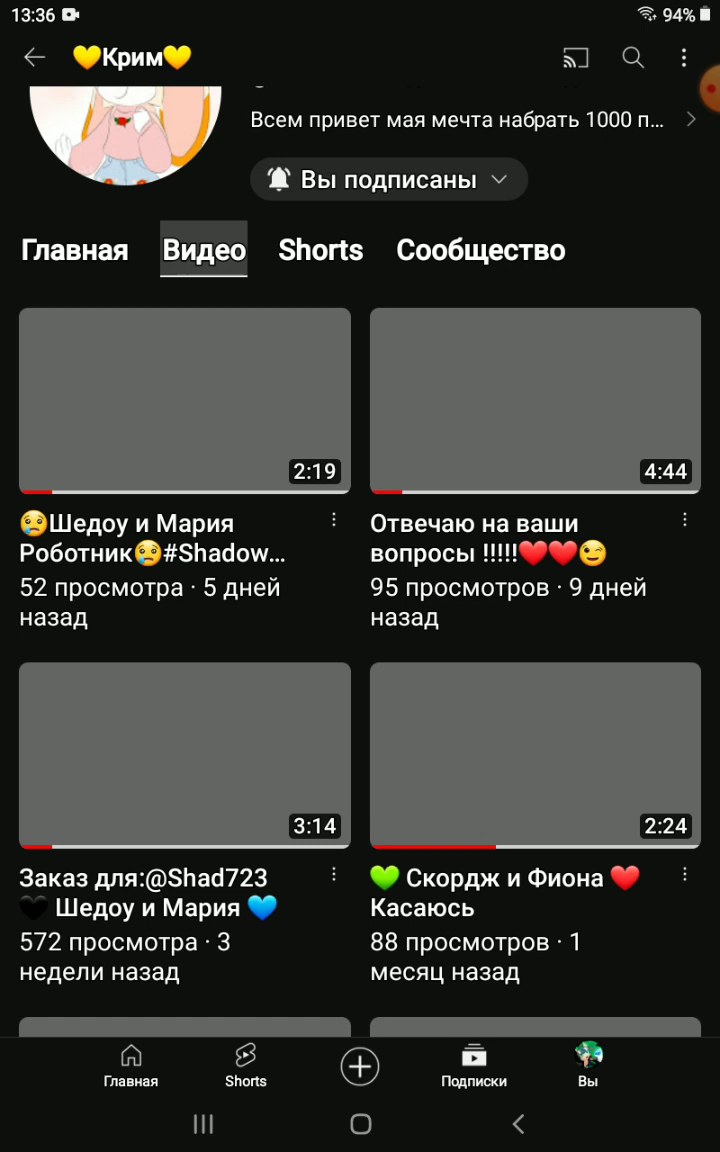 13:36 94%
💛Крим💛
Всем привет мая мечта набрать 1000 п...
Вы подписаны
Главная Видео Shorts Сообщество
2:19
4:44
😢Шедоу и Мария
Роботник😢#Shadow...
52 просмотра · 5 дней
назад
Отвечаю на ваши
вопросы !!!!!❤️❤️😉
95 просмотров · 9 дней
назад
3:14
2:24
Заказ для:@Shad723
🖤 Шедоу и Мария 💙
572 просмотра · 3
недели назад
💚 Скордж и Фиона ❤️
Касаюсь
88 просмотров · 1
месяц назад
Главная Shorts Подписки Вы